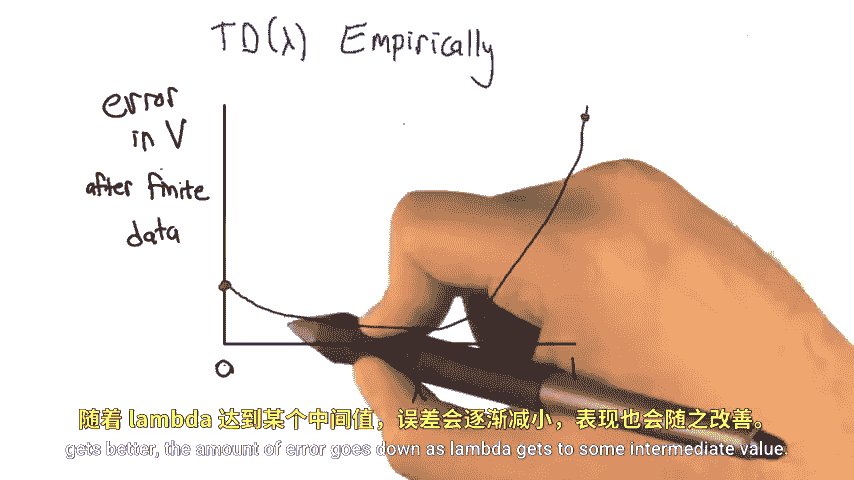 TD(λ) Empirically
error
in V
after finite
data
0
λ
1
随着 lambda 达到某个中间值，误差会逐渐减小，表现也会随之改善。
gets better, the amount of error goes down as lambda gets to some intermediate value.